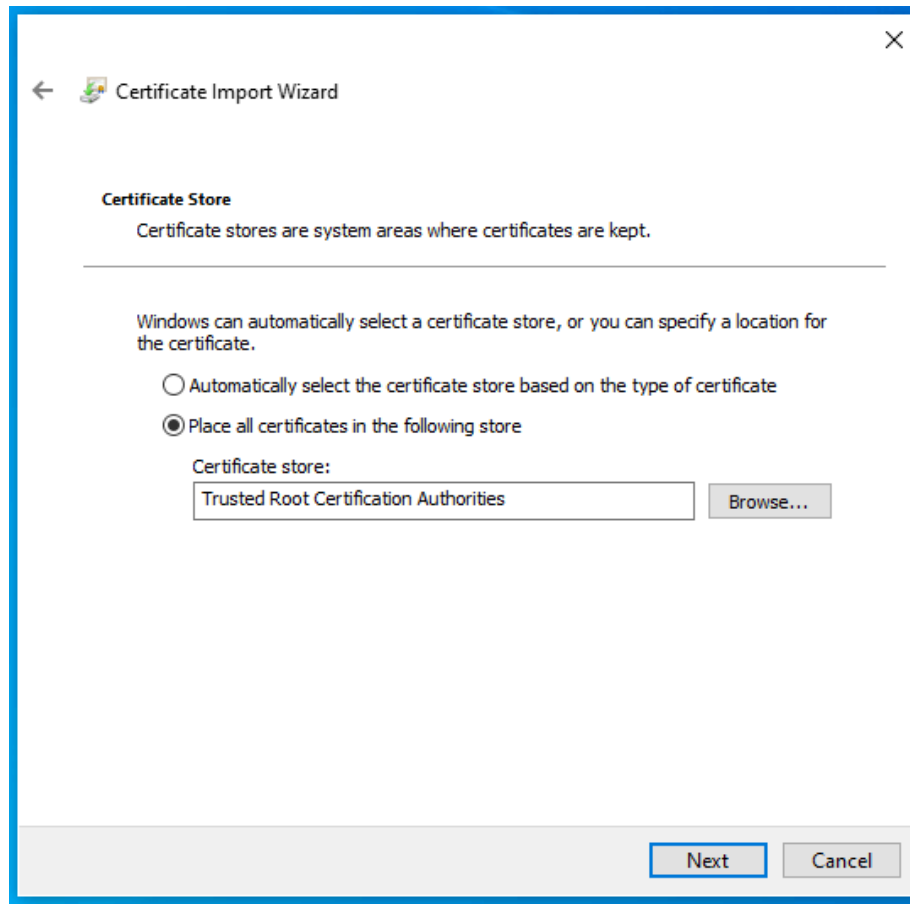 Certificate Import Wizard
Certificate Store
Certificate stores are system areas where certificates are kept.
Windows can automatically select a certificate store, or you can specify a location for
the certificate.
Automatically select the certificate store based on the type of certificate
Place all certificates in the following store
Certificate store:
Trusted Root Certification Authorities
Browse...
Next
Cancel